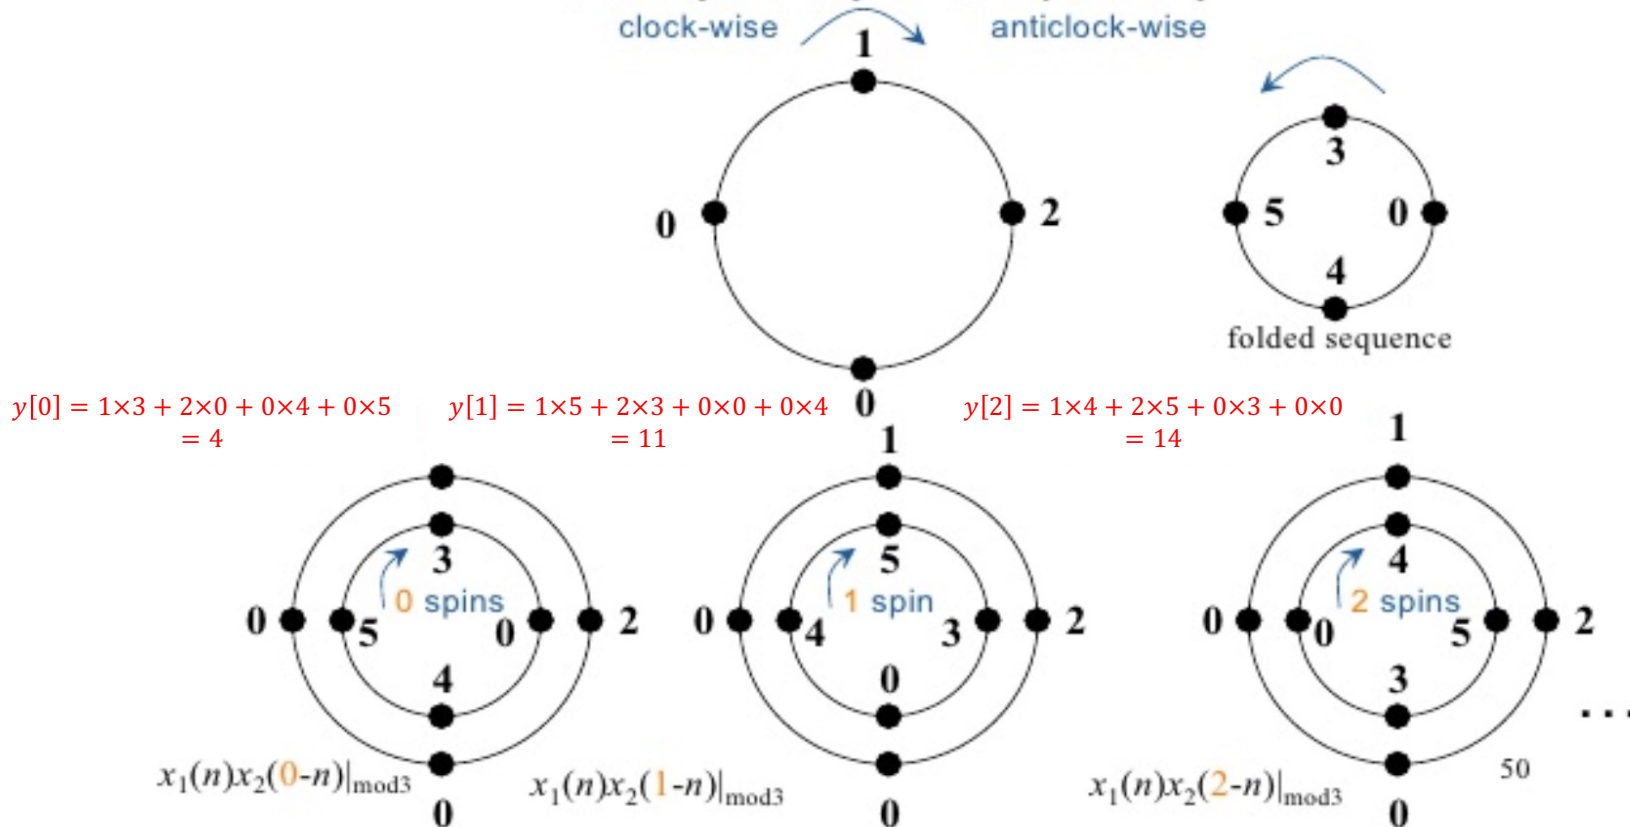 clock-wise anticlock-wise
1
3
0 2 5 0
4
folded sequence
0
y[0] = 1×3 + 2×0 + 0×4 + 0×5
= 4
y[1] = 1×5 + 2×3 + 0×0 + 0×4
= 11
y[2] = 1×4 + 2×5 + 0×3 + 0×0
= 14
1 1
3 5 4
0 spins 1 spin 2 spins
0 5 0 2 0 4 3 2 0 0 5 2
4 0 3
...
x₁(n)x₂(0-n)|mod3 x₁(n)x₂(1-n)|mod3 x₁(n)x₂(2-n)|mod3 50
0 0 0